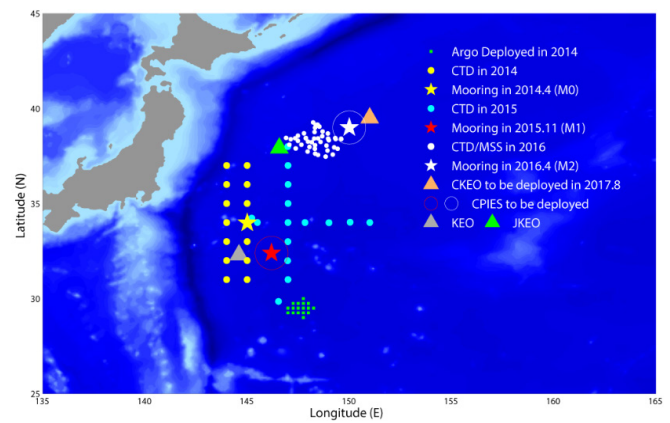 45
40
35
30
25
Latitude (N)
135
140
145
150
155
160
165
Longitude (E)
Argo Deployed in 2014
CTD in 2014
Mooring in 2014.4 (M0)
CTD in 2015
Mooring in 2015.11 (M1)
CTD/MSS in 2016
Mooring in 2016.4 (M2)
CKEO to be deployed in 2017.8
CPIES to be deployed
KEO JKEO